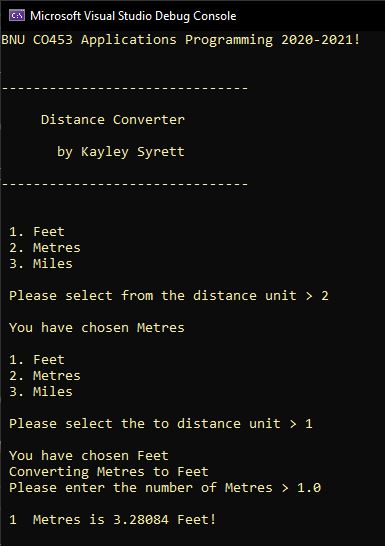 Microsoft Visual Studio Debug Console
BNU CO453 Applications Programming 2020-2021!
-------------------------------
Distance Converter
by Kayley Syrett
-------------------------------
1. Feet
2. Metres
3. Miles
Please select from the distance unit > 2
You have chosen Metres
1. Feet
2. Metres
3. Miles
Please select the to distance unit > 1
You have chosen Feet
Converting Metres to Feet
Please enter the number of Metres > 1.0
1  Metres is 3.28084 Feet!